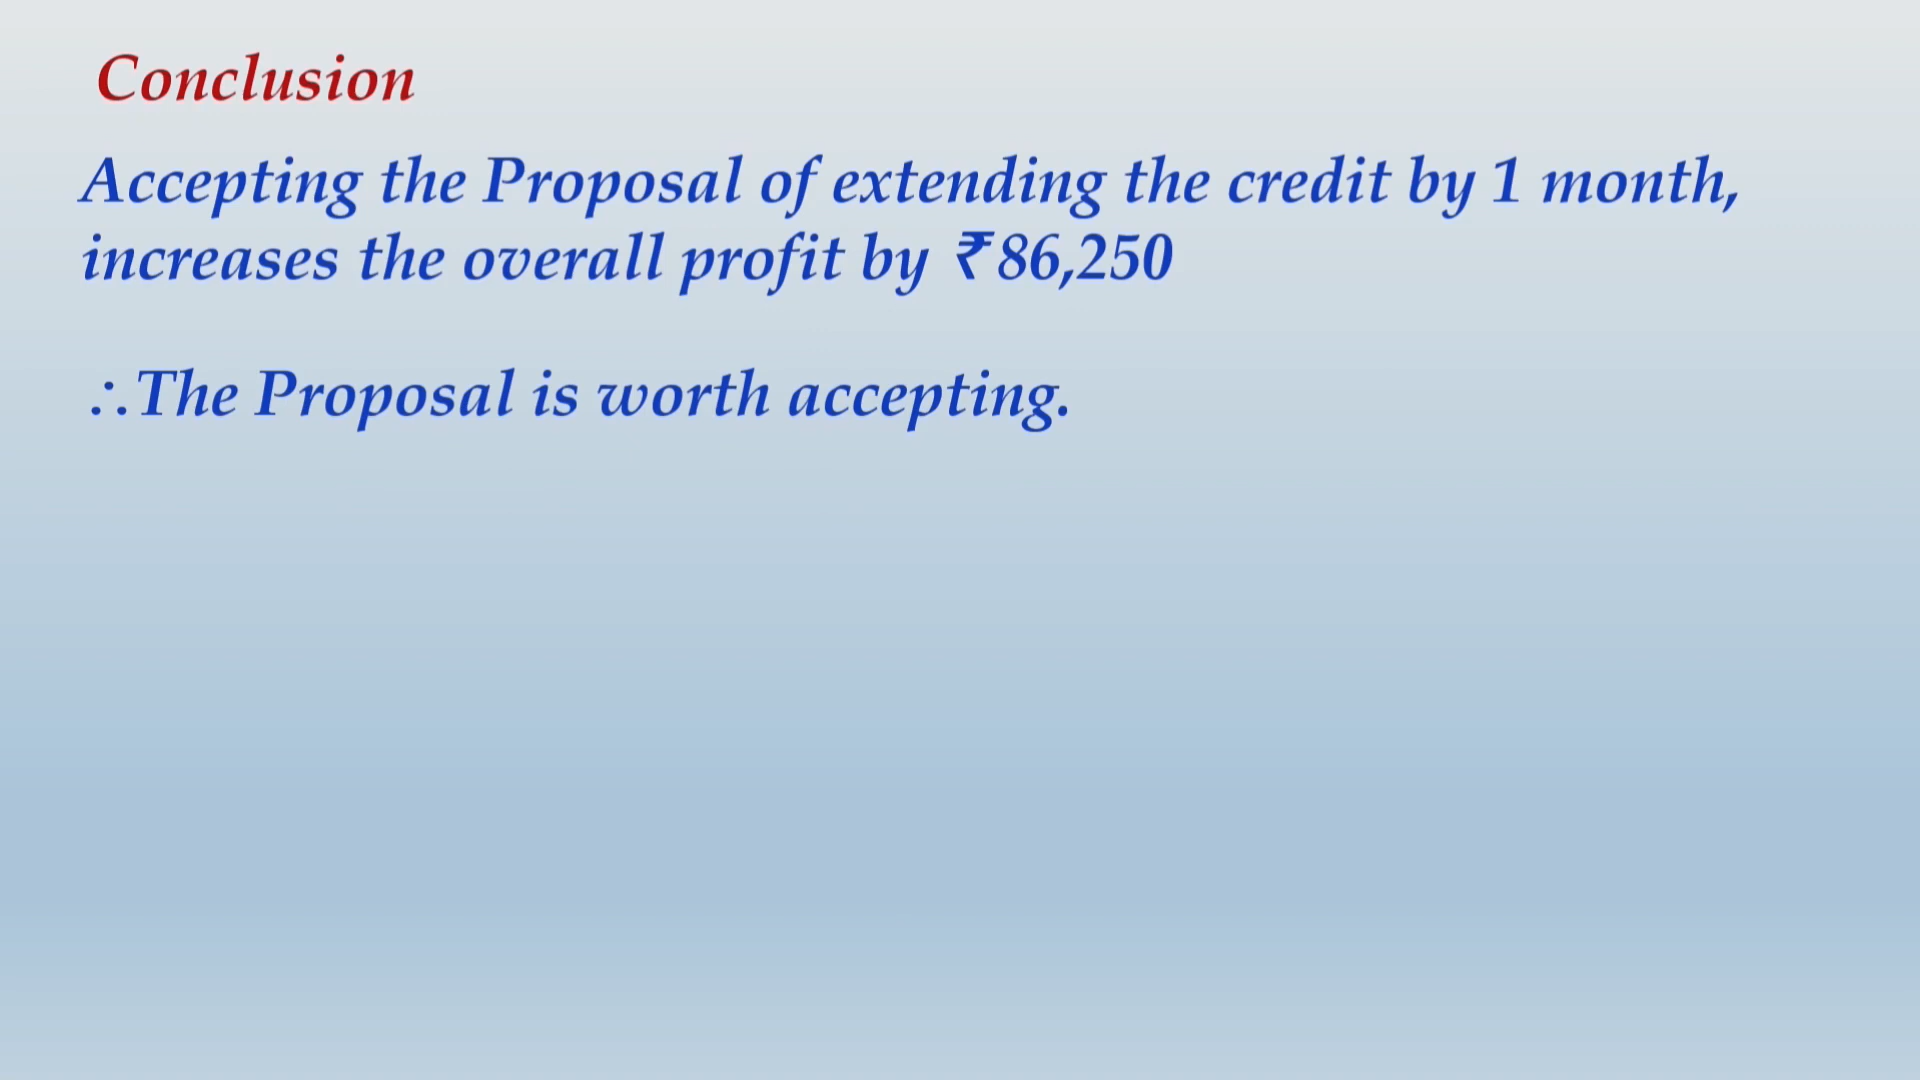 Conclusion
Accepting the Proposal of extending the credit by 1 month,
increases the overall profit by ₹86,250
∴The Proposal is worth accepting.